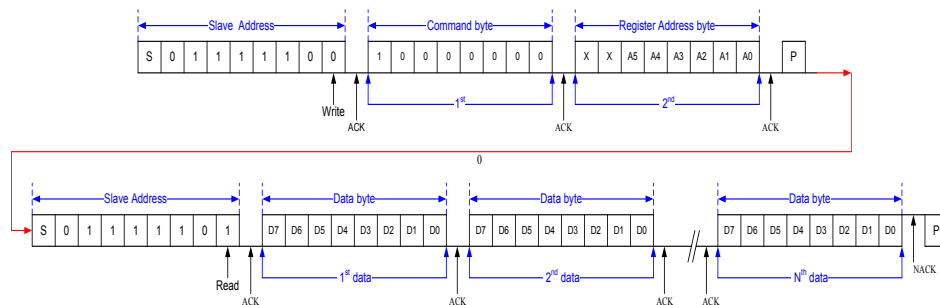 Slave Address Command byte Register Address byte
S 0 1 1 1 1 1 0 0 1 0 0 0 0 0 0 0 X X A5 A4 A3 A2 A1 A0 P
Write ACK 1st ACK 2nd ACK
0
Slave Address Data byte Data byte Data byte
S 0 1 1 1 1 1 0 1 D7 D6 D5 D4 D3 D2 D1 D0 D7 D6 D5 D4 D3 D2 D1 D0 // D7 D6 D5 D4 D3 D2 D1 D0 P
Read ACK 1st data ACK 2nd data ACK ACK Nth data NACK